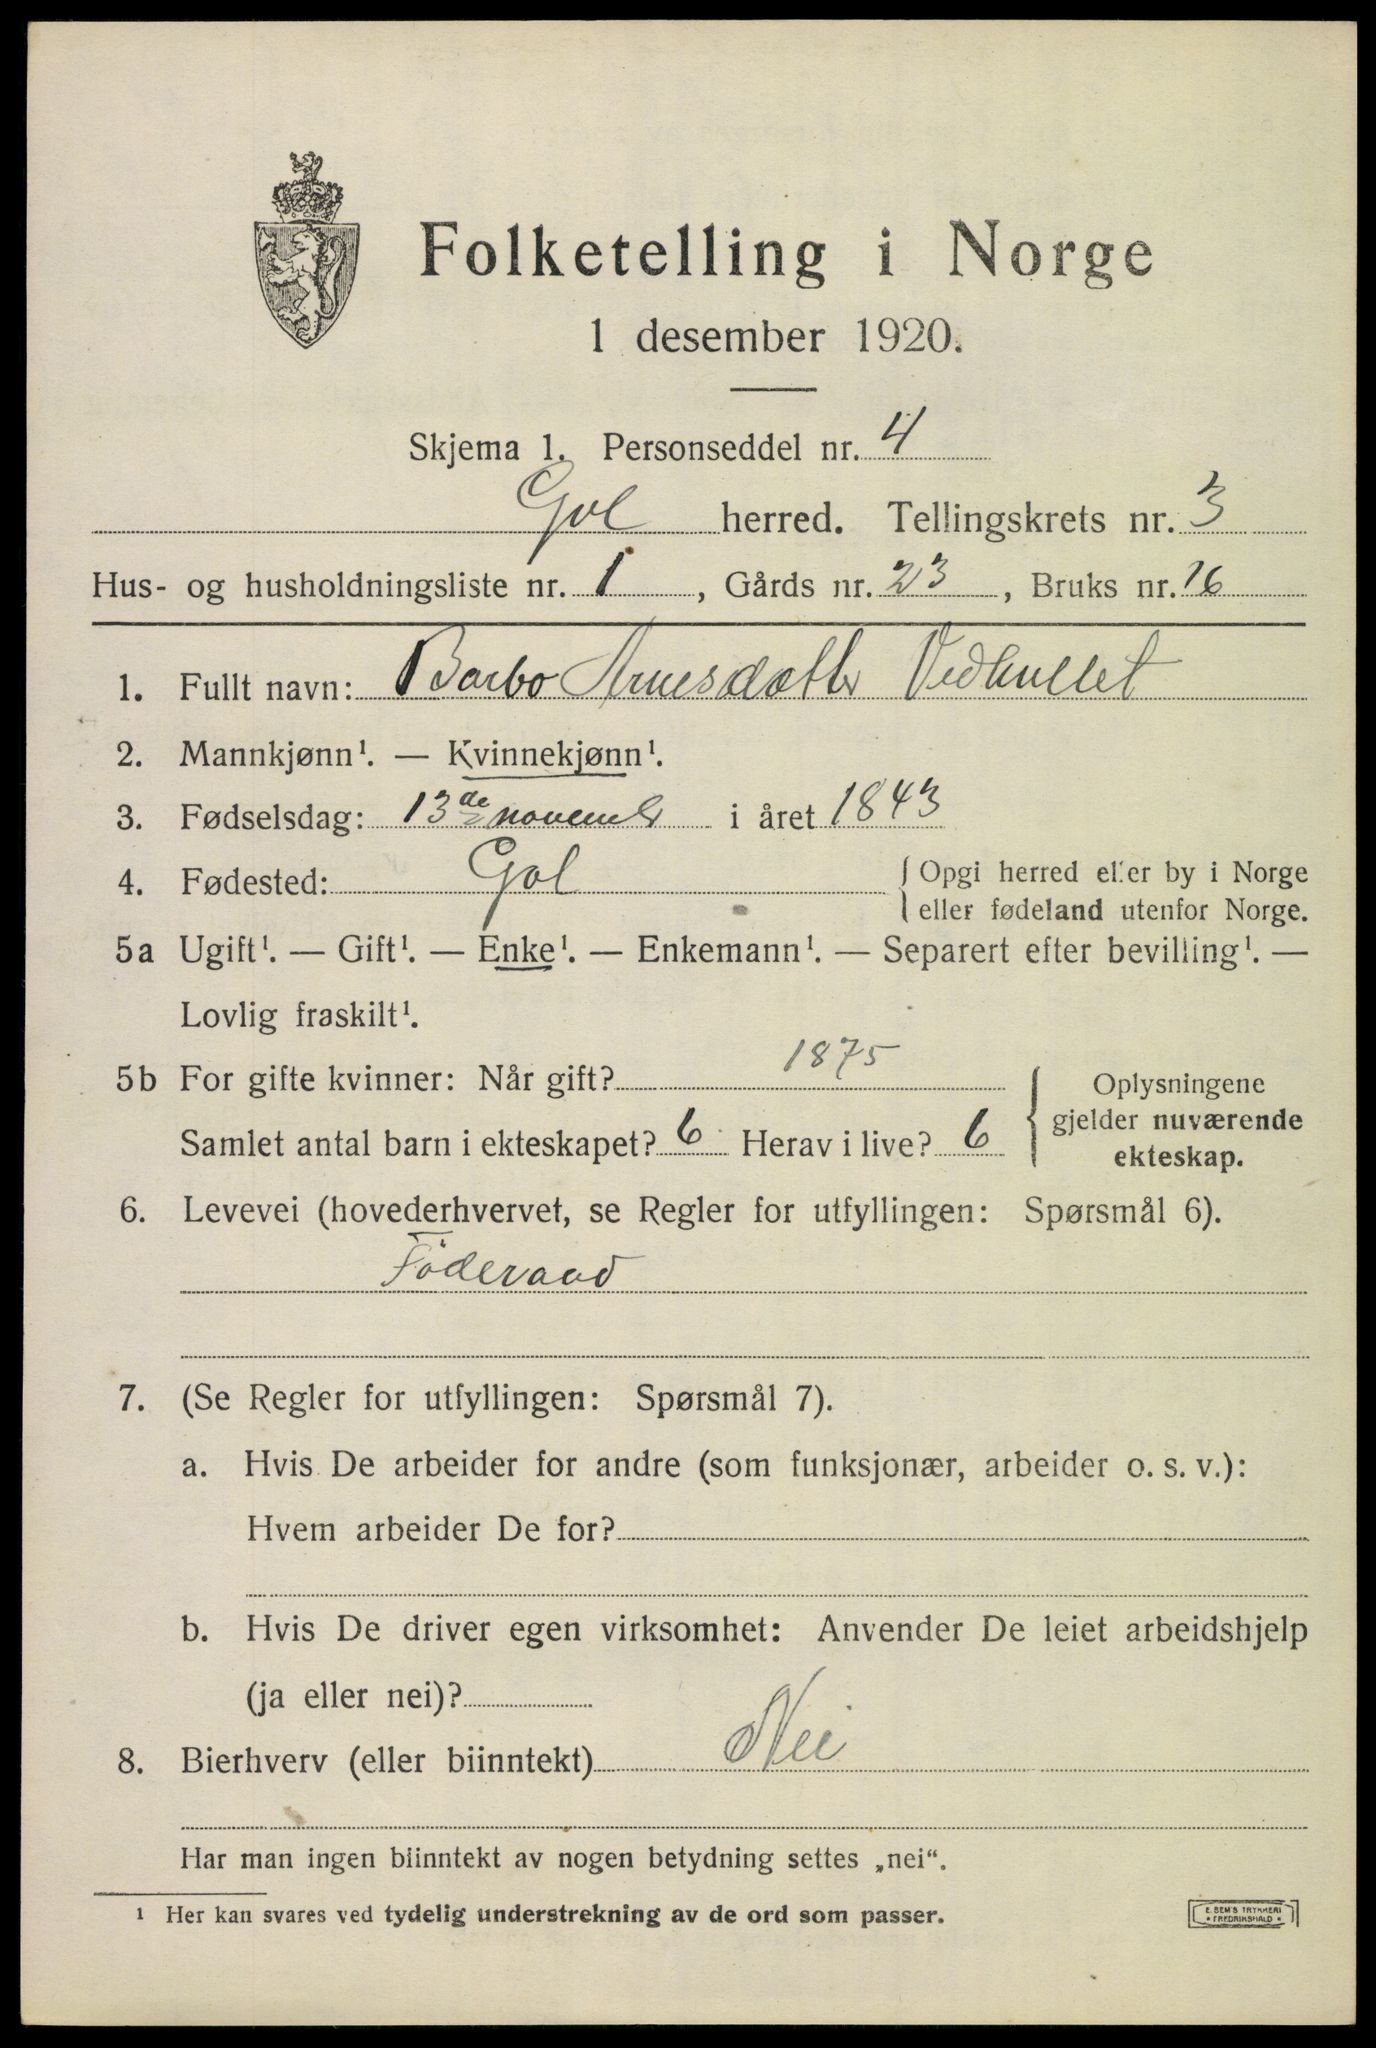 Folketelling i Norge
1 desember 1920.
Skjema 1. Personseddel nr. 4
Gol herred. Tellingskrets nr. 3
Hus- og husholdningsliste nr. 1, Gårds nr. 23, Bruks nr. 16
1. Fullt navn: Barbo Arnesdatter Vedhullet
2. Mannkjønn¹. — Kvinnekjønn¹.
3. Fødselsdag: 13de november i året 1843
4. Fødested: Gol { Opgi herred eller by i Norge
eller fødeland utenfor Norge.
5a Ugift¹. — Gift¹. — Enke¹. — Enkemann¹. — Separert efter bevilling¹. —
Lovlig fraskilt¹.
5b For gifte kvinner: Når gift? 1875
Samlet antal barn i ekteskapet? 6 Herav i live? 6
{ Oplysningene
gjelder nuværende
ekteskap.
6. Levevei (hovederhvervet, se Regler for utfyllingen: Spørsmål 6).
Föderaad
7. (Se Regler for utfyllingen: Spørsmål 7).
a. Hvis De arbeider for andre (som funksjonær, arbeider o. s. v.):
Hvem arbeider De for?
b. Hvis De driver egen virksomhet: Anvender De leiet arbeidshjelp
(ja eller nei)?
8. Bierhverv (eller biinntekt) Nei
Har man ingen biinntekt av nogen betydning settes „nei“.
¹ Her kan svares ved tydelig understrekning av de ord som passer.
E. SEM'S TRYKKERI
• FREDRIKSHALD •